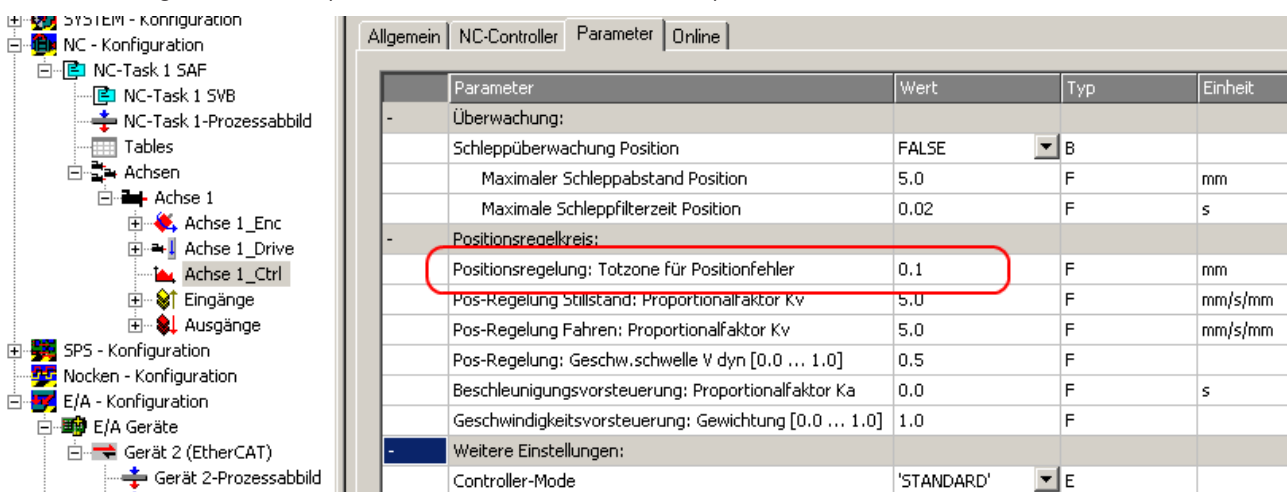 SYSTEM - Konfiguration
NC - Konfiguration
NC-Task 1 SAF
NC-Task 1 SVB
NC-Task 1-Prozessabbild
Tables
Achsen
Achse 1
Achse 1_Enc
Achse 1_Drive
Achse 1_Ctrl
Eingänge
Ausgänge
SPS - Konfiguration
Nocken - Konfiguration
E/A - Konfiguration
E/A Geräte
Gerät 2 (EtherCAT)
Gerät 2-Prozessabbild
Allgemein NC-Controller Parameter Online
Parameter Wert Typ Einheit
- Überwachung:
Schleppüberwachung Position FALSE B
Maximaler Schleppabstand Position 5.0 F mm
Maximale Schleppfilterzeit Position 0.02 F s
- Positionsregelkreis:
Positionsregelung: Totzone für Positionfehler 0.1 F mm
Pos-Regelung Stillstand: Proportionalfaktor Kv 5.0 F mm/s/mm
Pos-Regelung Fahren: Proportionalfaktor Kv 5.0 F mm/s/mm
Pos-Regelung: Geschw.schwelle V dyn [0.0 ... 1.0] 0.5 F
Beschleunigungsvorsteuerung: Proportionalfaktor Ka 0.0 F s
Geschwindigkeitsvorsteuerung: Gewichtung [0.0 ... 1.0] 1.0 F
- Weitere Einstellungen:
Controller-Mode 'STANDARD' E